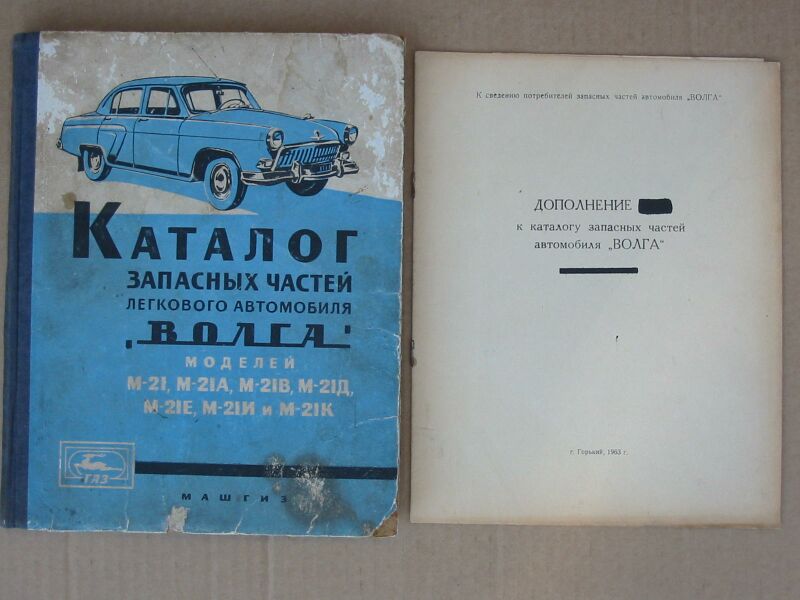 КАТАЛОГ
ЗАПАСНЫХ ЧАСТЕЙ
ЛЕГКОВОГО АВТОМОБИЛЯ
„ВОЛГА“
МОДЕЛЕЙ
М-21, М-21А, М-21В, М-21Д,
М-21Е, М-21И и М-21К
ГАЗ
МАШГИЗ
К сведению потребителей запасных частей автомобиля „ВОЛГА“
ДОПОЛНЕНИЕ
к каталогу запасных частей
автомобиля „ВОЛГА“
г. Горький, 1963 г.